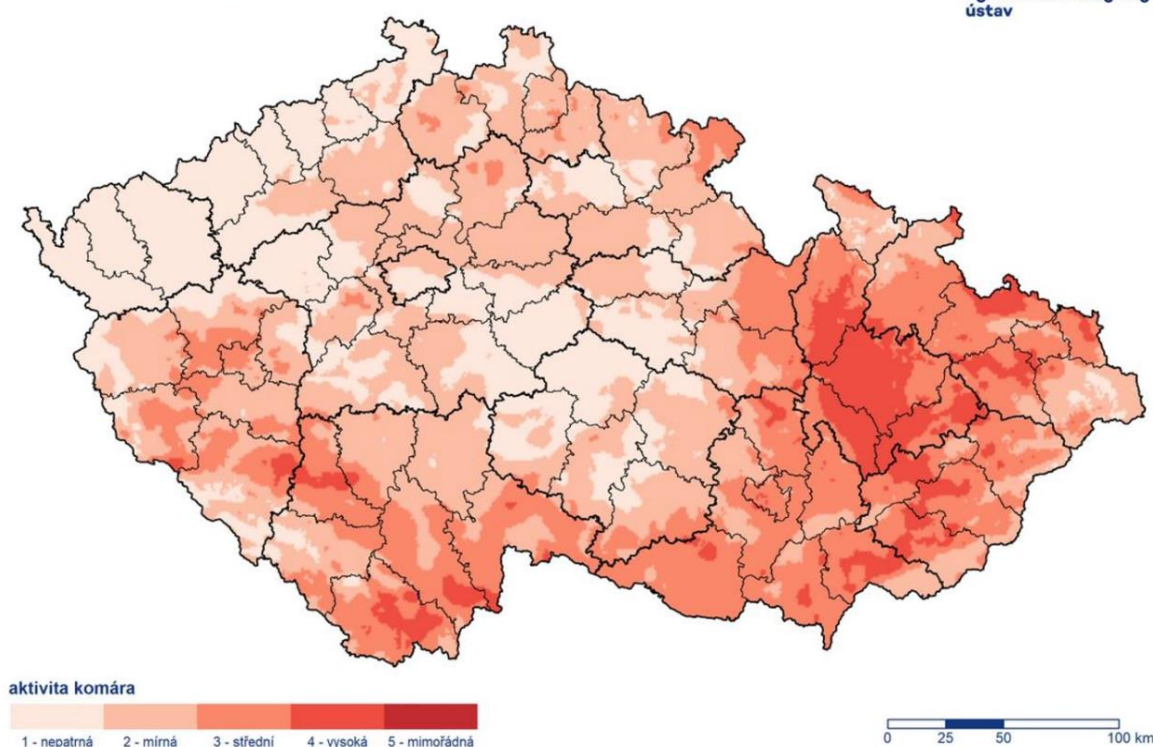 ústav
aktivita komára
1 - nepatrná 2 - mírná 3 - střední 4 - vysoká 5 - mimořádná
0 25 50 100 km